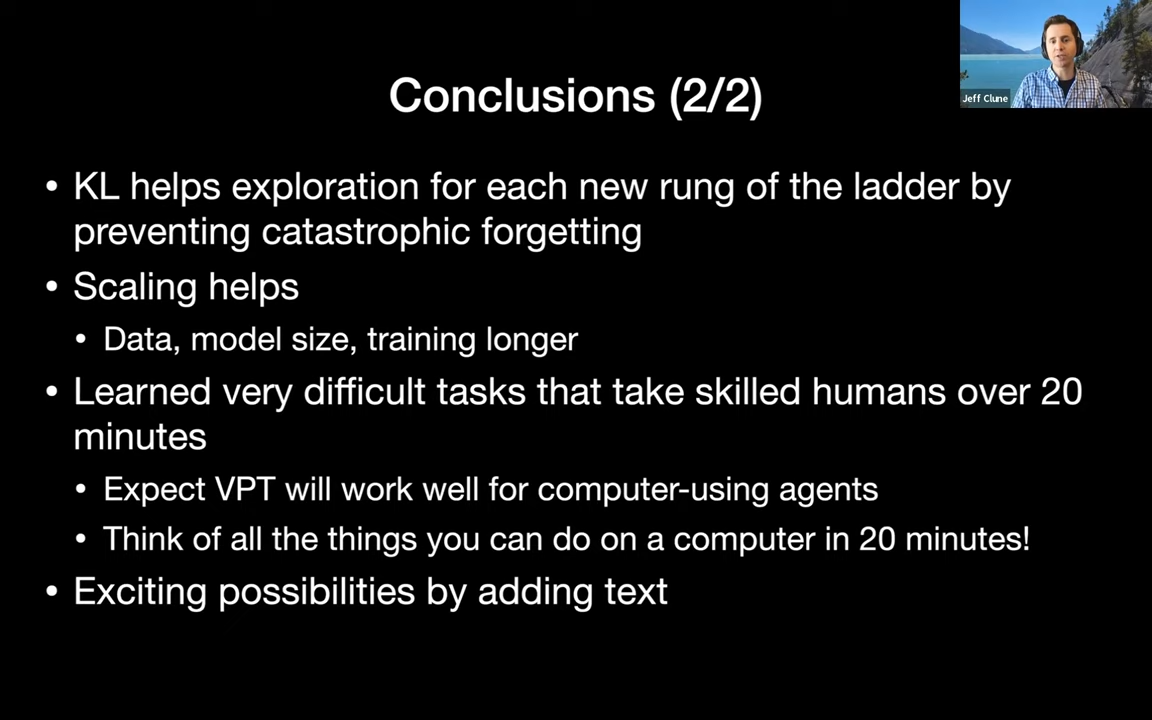 Jeff Clune
Conclusions (2/2)
• KL helps exploration for each new rung of the ladder by
preventing catastrophic forgetting
• Scaling helps
• Data, model size, training longer
• Learned very difficult tasks that take skilled humans over 20
minutes
• Expect VPT will work well for computer-using agents
• Think of all the things you can do on a computer in 20 minutes!
• Exciting possibilities by adding text